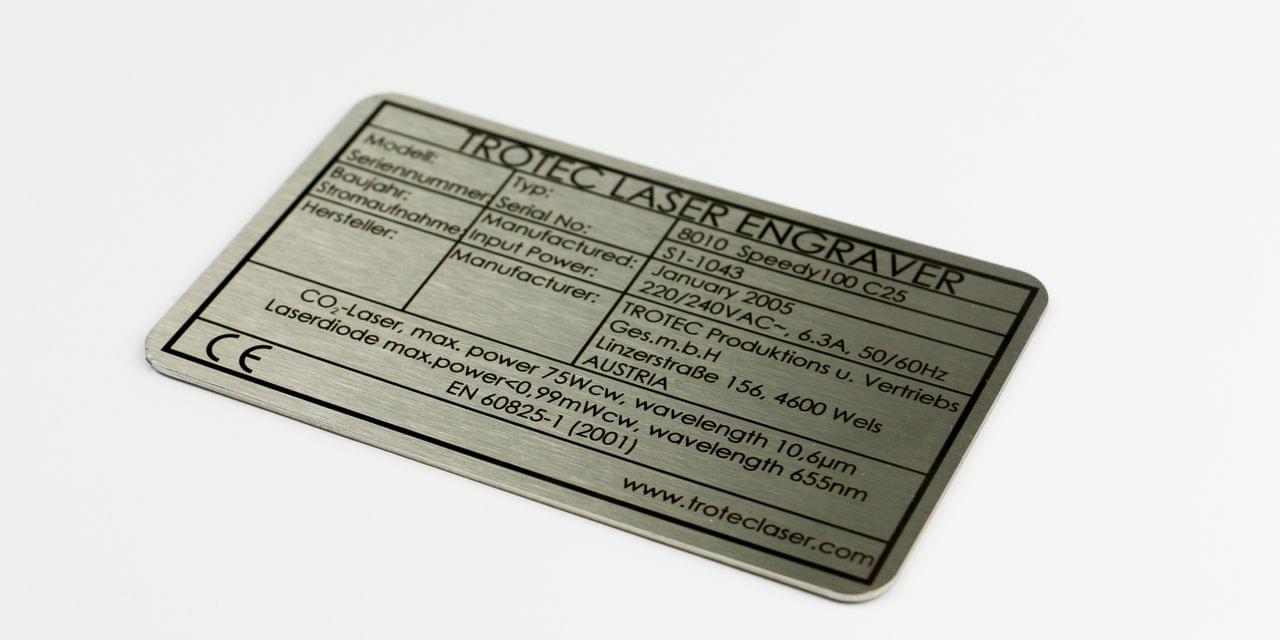 TROTEC LASER ENGRAVER
Modell: Typ: 8010 Speedy100 C25
Seriennummer: Serial No: S1-1043
Baujahr: Manufactured: January 2005
Stromaufnahme: Input Power: 220/240VAC~, 6.3A, 50/60Hz
Hersteller: Manufacturer: TROTEC Produktions u. Vertriebs
Ges.m.b.H
Linzerstraße 156, 4600 Wels
AUSTRIA
CO₂-Laser, max. power 75Wcw, wavelength 10,6µm
Laserdiode max.power<0,99mWcw, wavelength 655nm
EN 60825-1 (2001)
CE
www.troteclaser.com